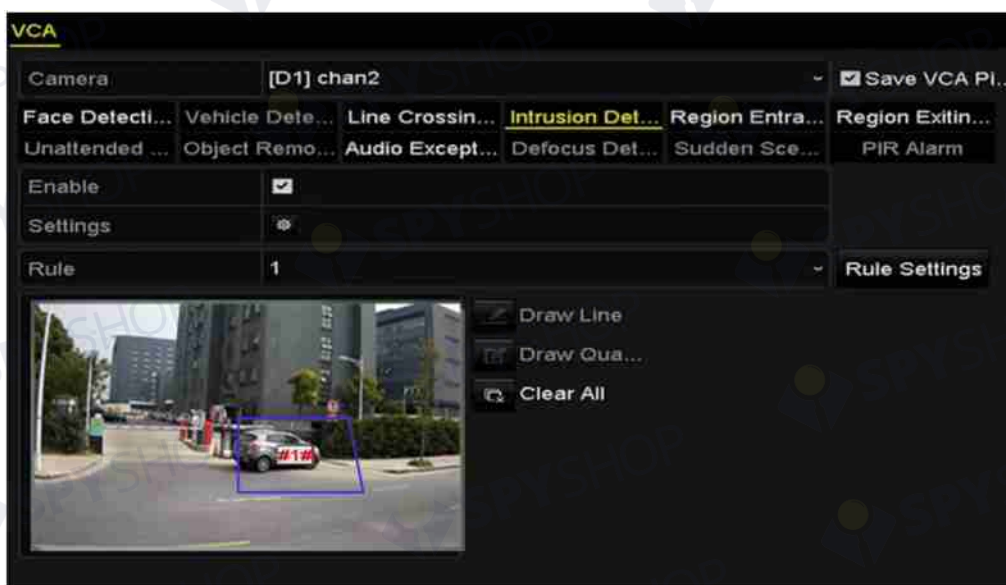 VCA
Camera [D1] chan2 Save VCA Pi...
Face Detecti... Vehicle Dete... Line Crossin... Intrusion Det... Region Entra... Region Exitin...
Unattended ... Object Remo... Audio Except... Defocus Det... Sudden Sce... PIR Alarm
Enable
Settings
Rule 1 Rule Settings
Draw Line
Draw Qua...
Clear All
#1#
SPYSHOP